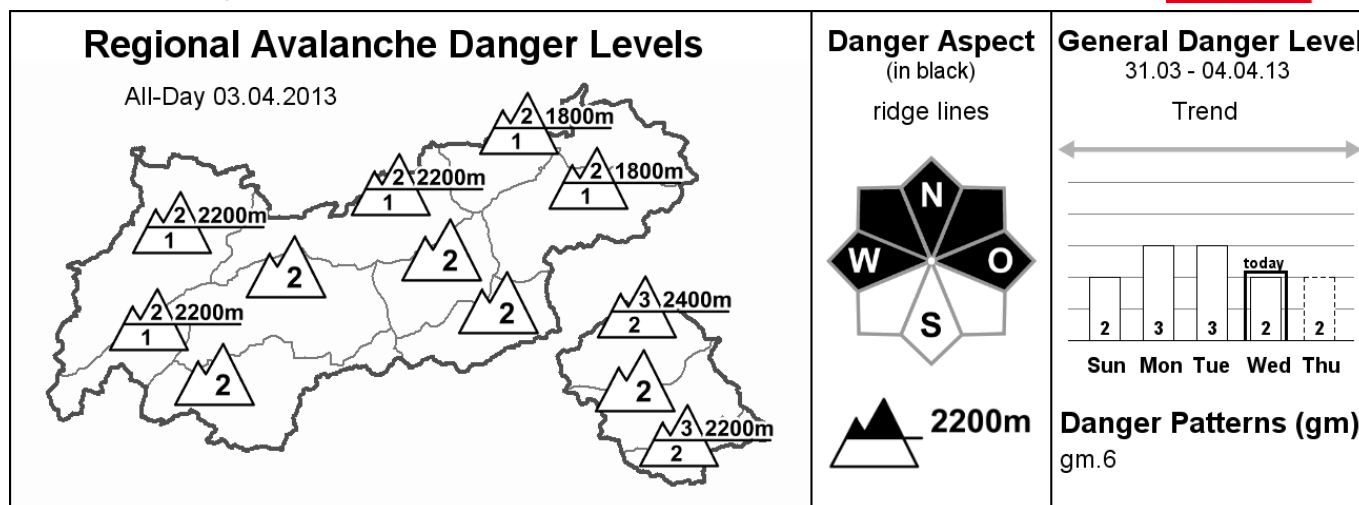 Regional Avalanche Danger Levels
All-Day 03.04.2013
2 1800m
1
2 2200m
1
2 1800m
1
2 2200m
1
2
2
2 2200m
1
2
2
3 2400m
2
2
3 2200m
2
Danger Aspect
(in black)
ridge lines
N
W
O
S
2200m
General Danger Level
31.03 - 04.04.13
Trend
today
2 3 3 2 2
Sun Mon Tue Wed Thu
Danger Patterns (gm)
gm.6